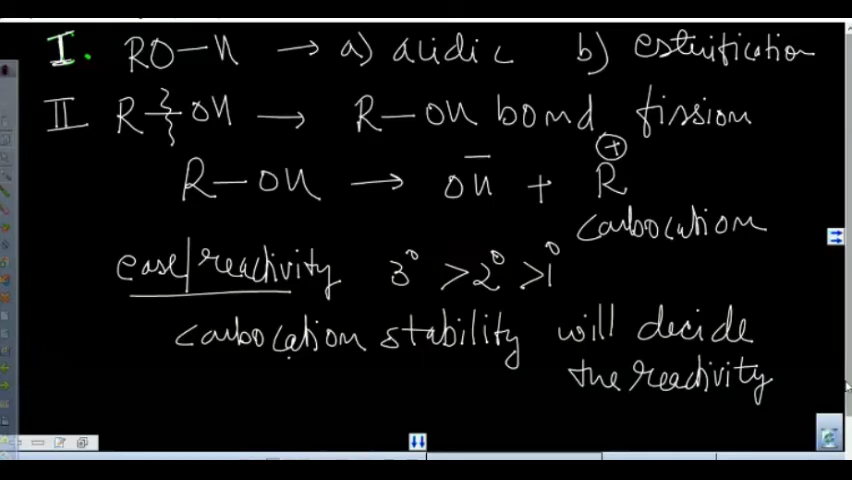 I. RO—H → a) acidic b) esterification
II R—OH → R—OH bond fission
R—OH → OH⁻ + R⊕
carbocation
ease/reactivity 3° > 2° > 1°
carbocation stability will decide
the reactivity